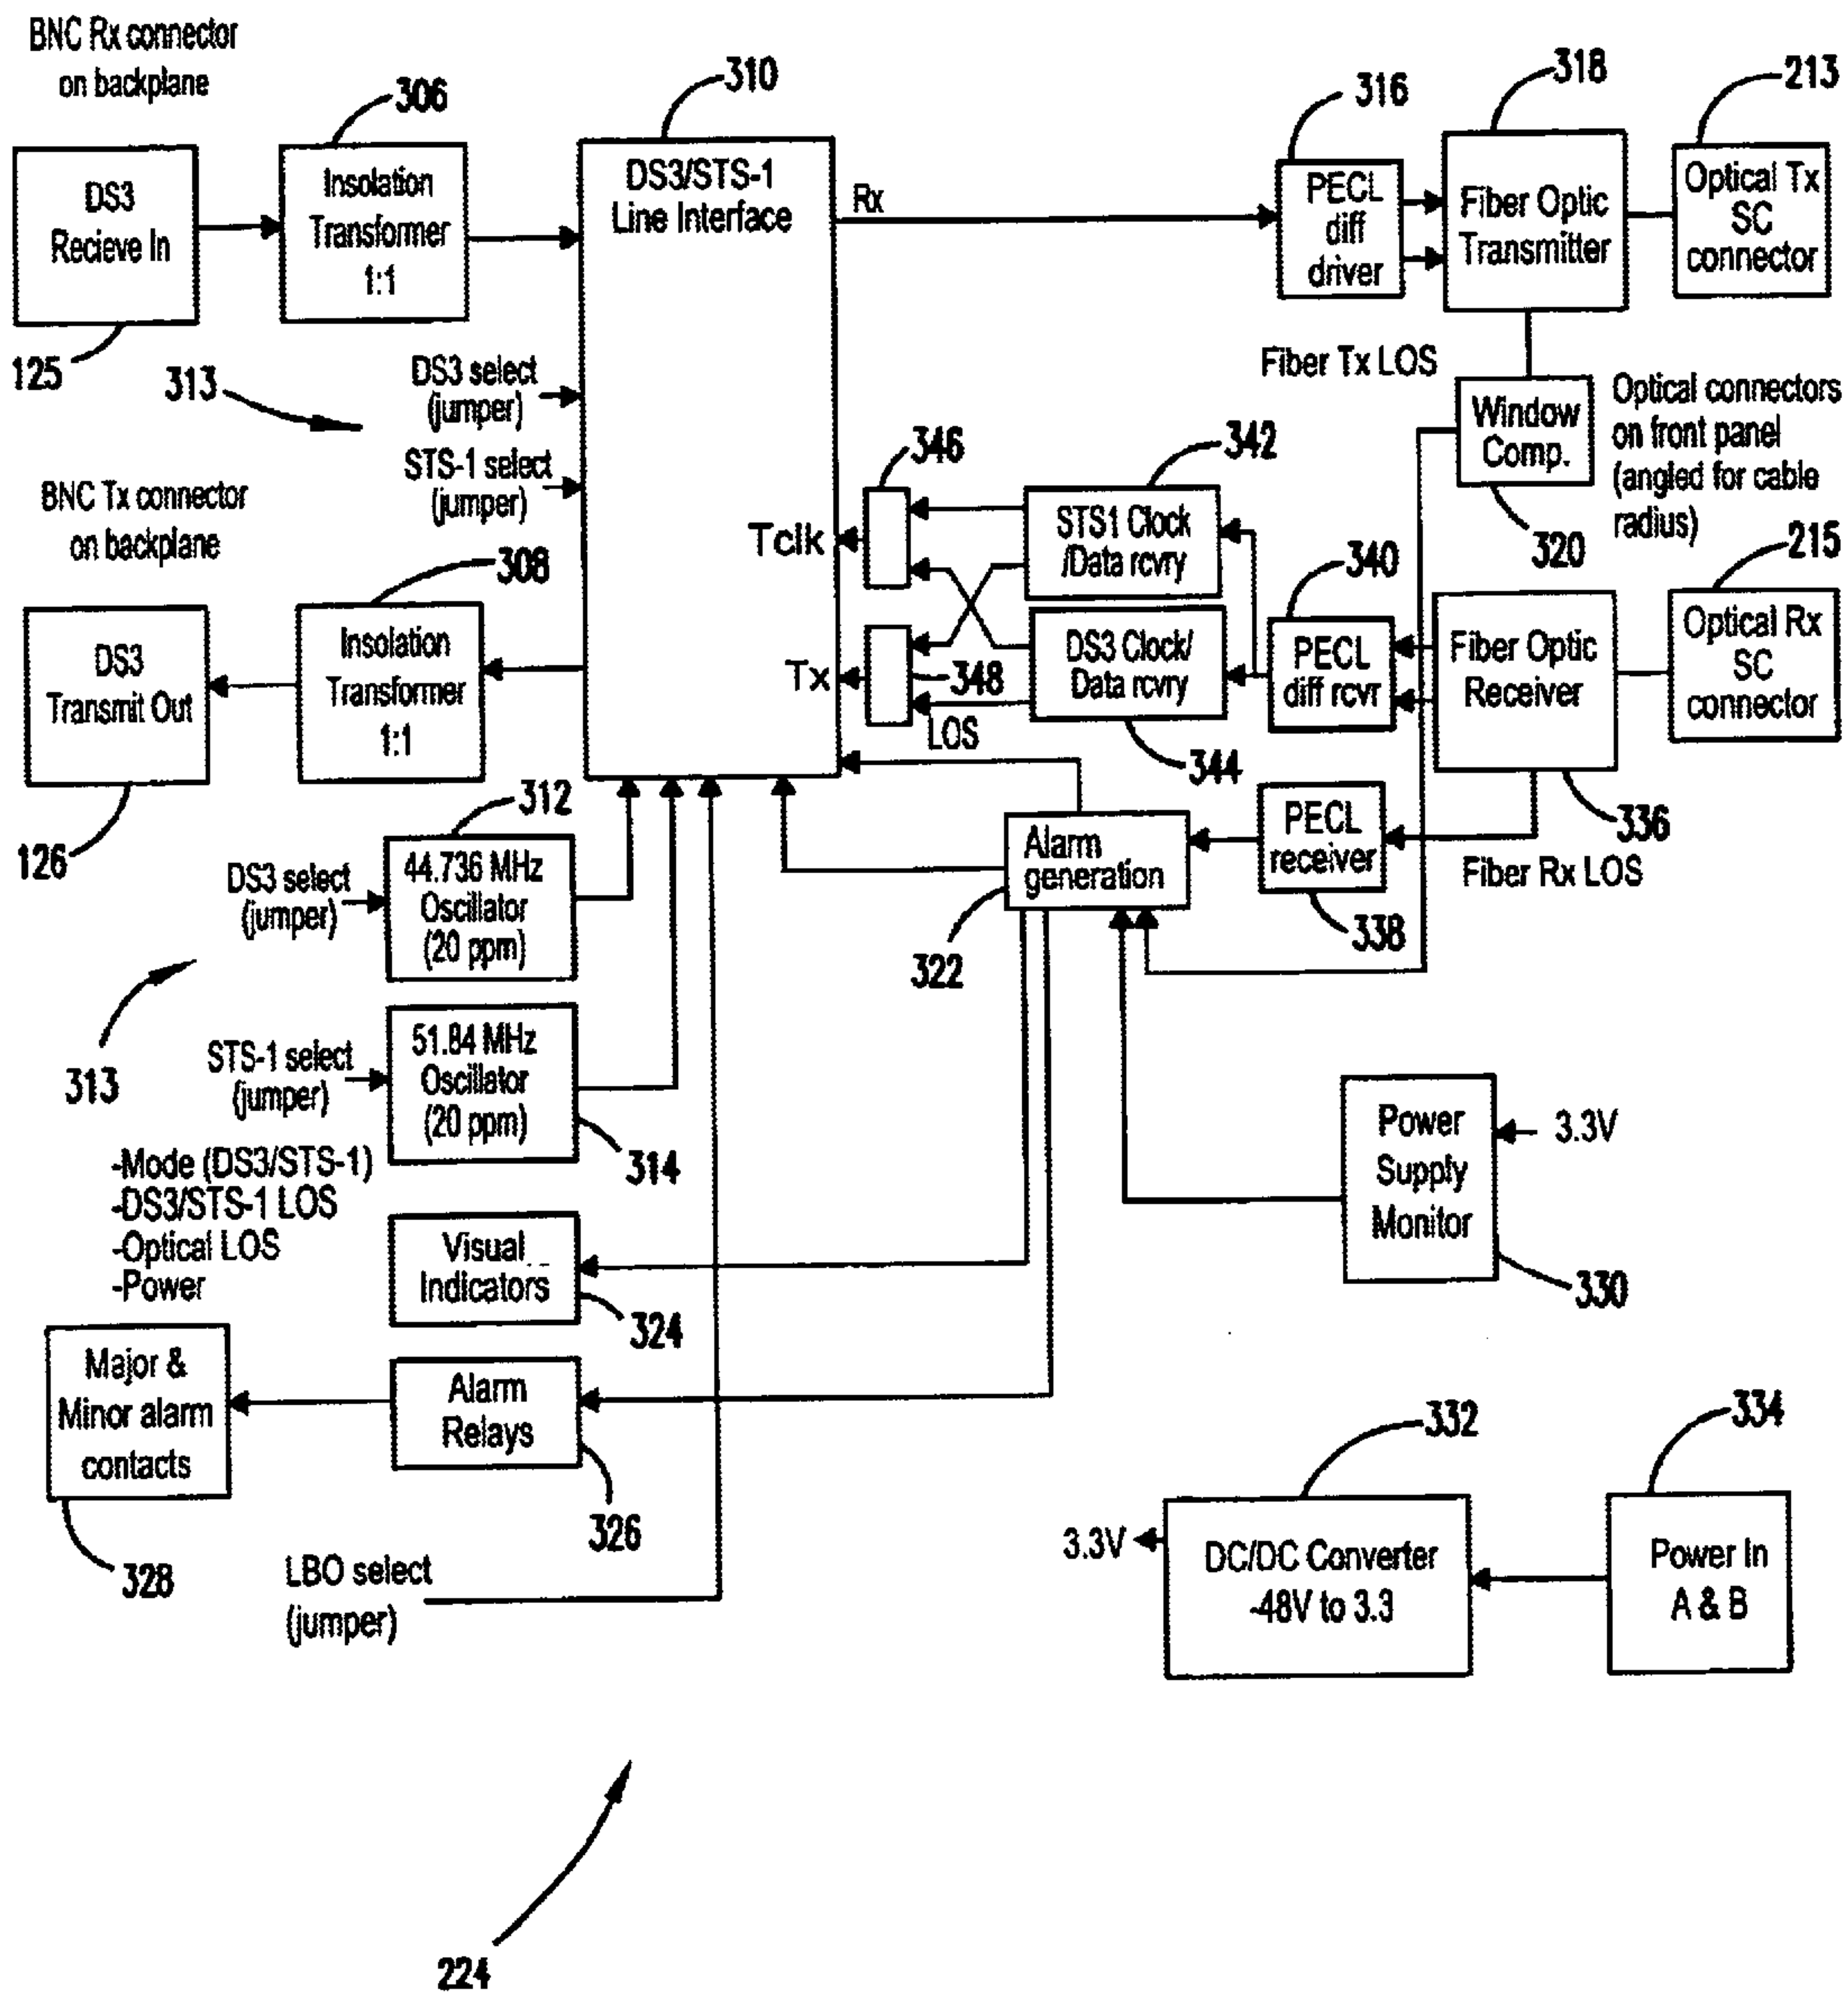 BNC Rx connector
on backplane
306
310
316
318
213
DS3
Recieve In
Insolation
Transformer
1:1
DS3/STS-1
Line Interface
Rx
PECL
diff
driver
Fiber Optic
Transmitter
Optical Tx
SC
connector
125
313
DS3 select
(jumper)
STS-1 select
(jumper)
Fiber Tx LOS
Window
Comp.
320
Optical connectors
on front panel
(angled for cable
radius)
BNC Tx connector
on backplane
308
346
342
340
215
Tclk
STS1 Clock
/Data rcvry
DS3
Transmit Out
Insolation
Transformer
1:1
Tx
348
LOS
DS3 Clock/
Data rcvry
344
PECL
diff rcvr
Fiber Optic
Receiver
Optical Rx
SC
connector
126
312
336
DS3 select
(jumper)
44.736 MHz
Oscillator
(20 ppm)
Alarm
generation
322
PECL
receiver
338
Fiber Rx LOS
313
STS-1 select
(jumper)
51.84 MHz
Oscillator
(20 ppm)
314
Power
Supply
Monitor
3.3V
330
-Mode (DS3/STS-1)
-DS3/STS-1 LOS
-Optical LOS
-Power
Visual
Indicators
324
Major &
Minor alarm
contacts
328
Alarm
Relays
326
332
334
LBO select
(jumper)
3.3V
DC/DC Converter
-48V to 3.3
Power In
A & B
224